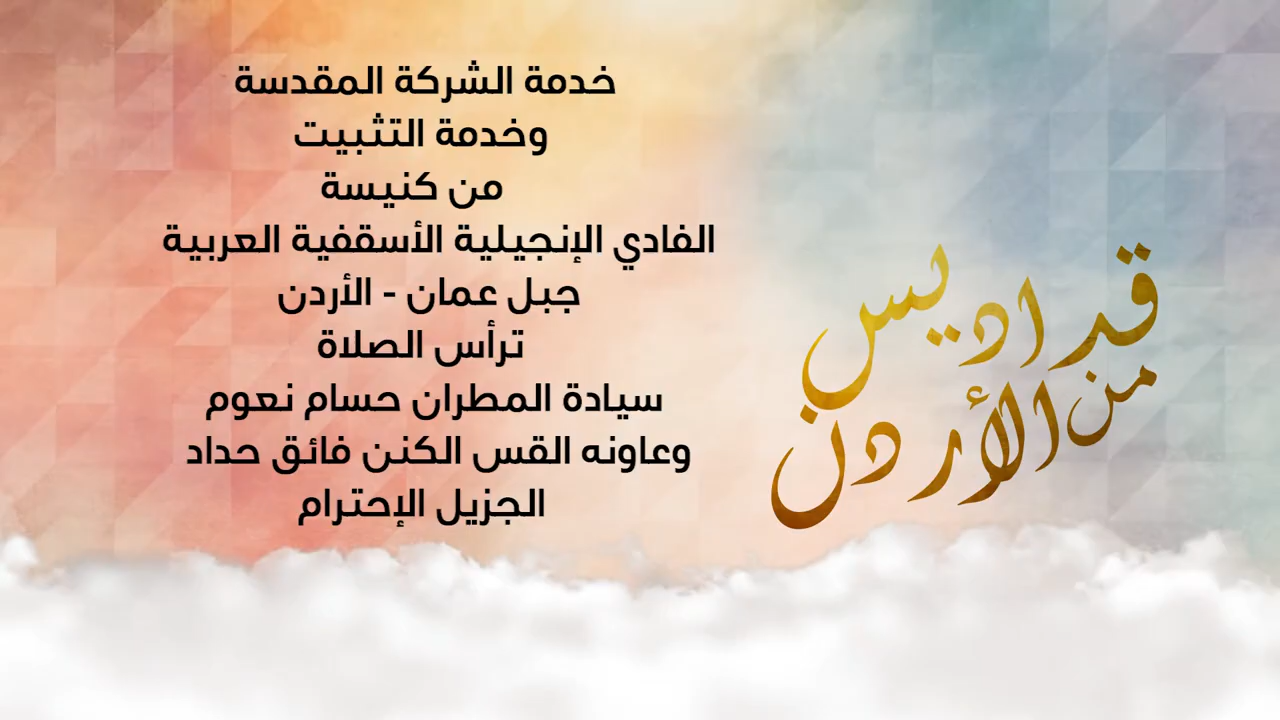 خدمة الشركة المقدسة
وخدمة التثبيت
من كنيسة
الفادي الإنجيلية الأسقفية العربية
جبل عمان - الأردن
ترأس الصلاة
سيادة المطران حسام نعوم
وعاونه القس الكنن فائق حداد
الجزيل الإحترام
قداديس
من الأردن